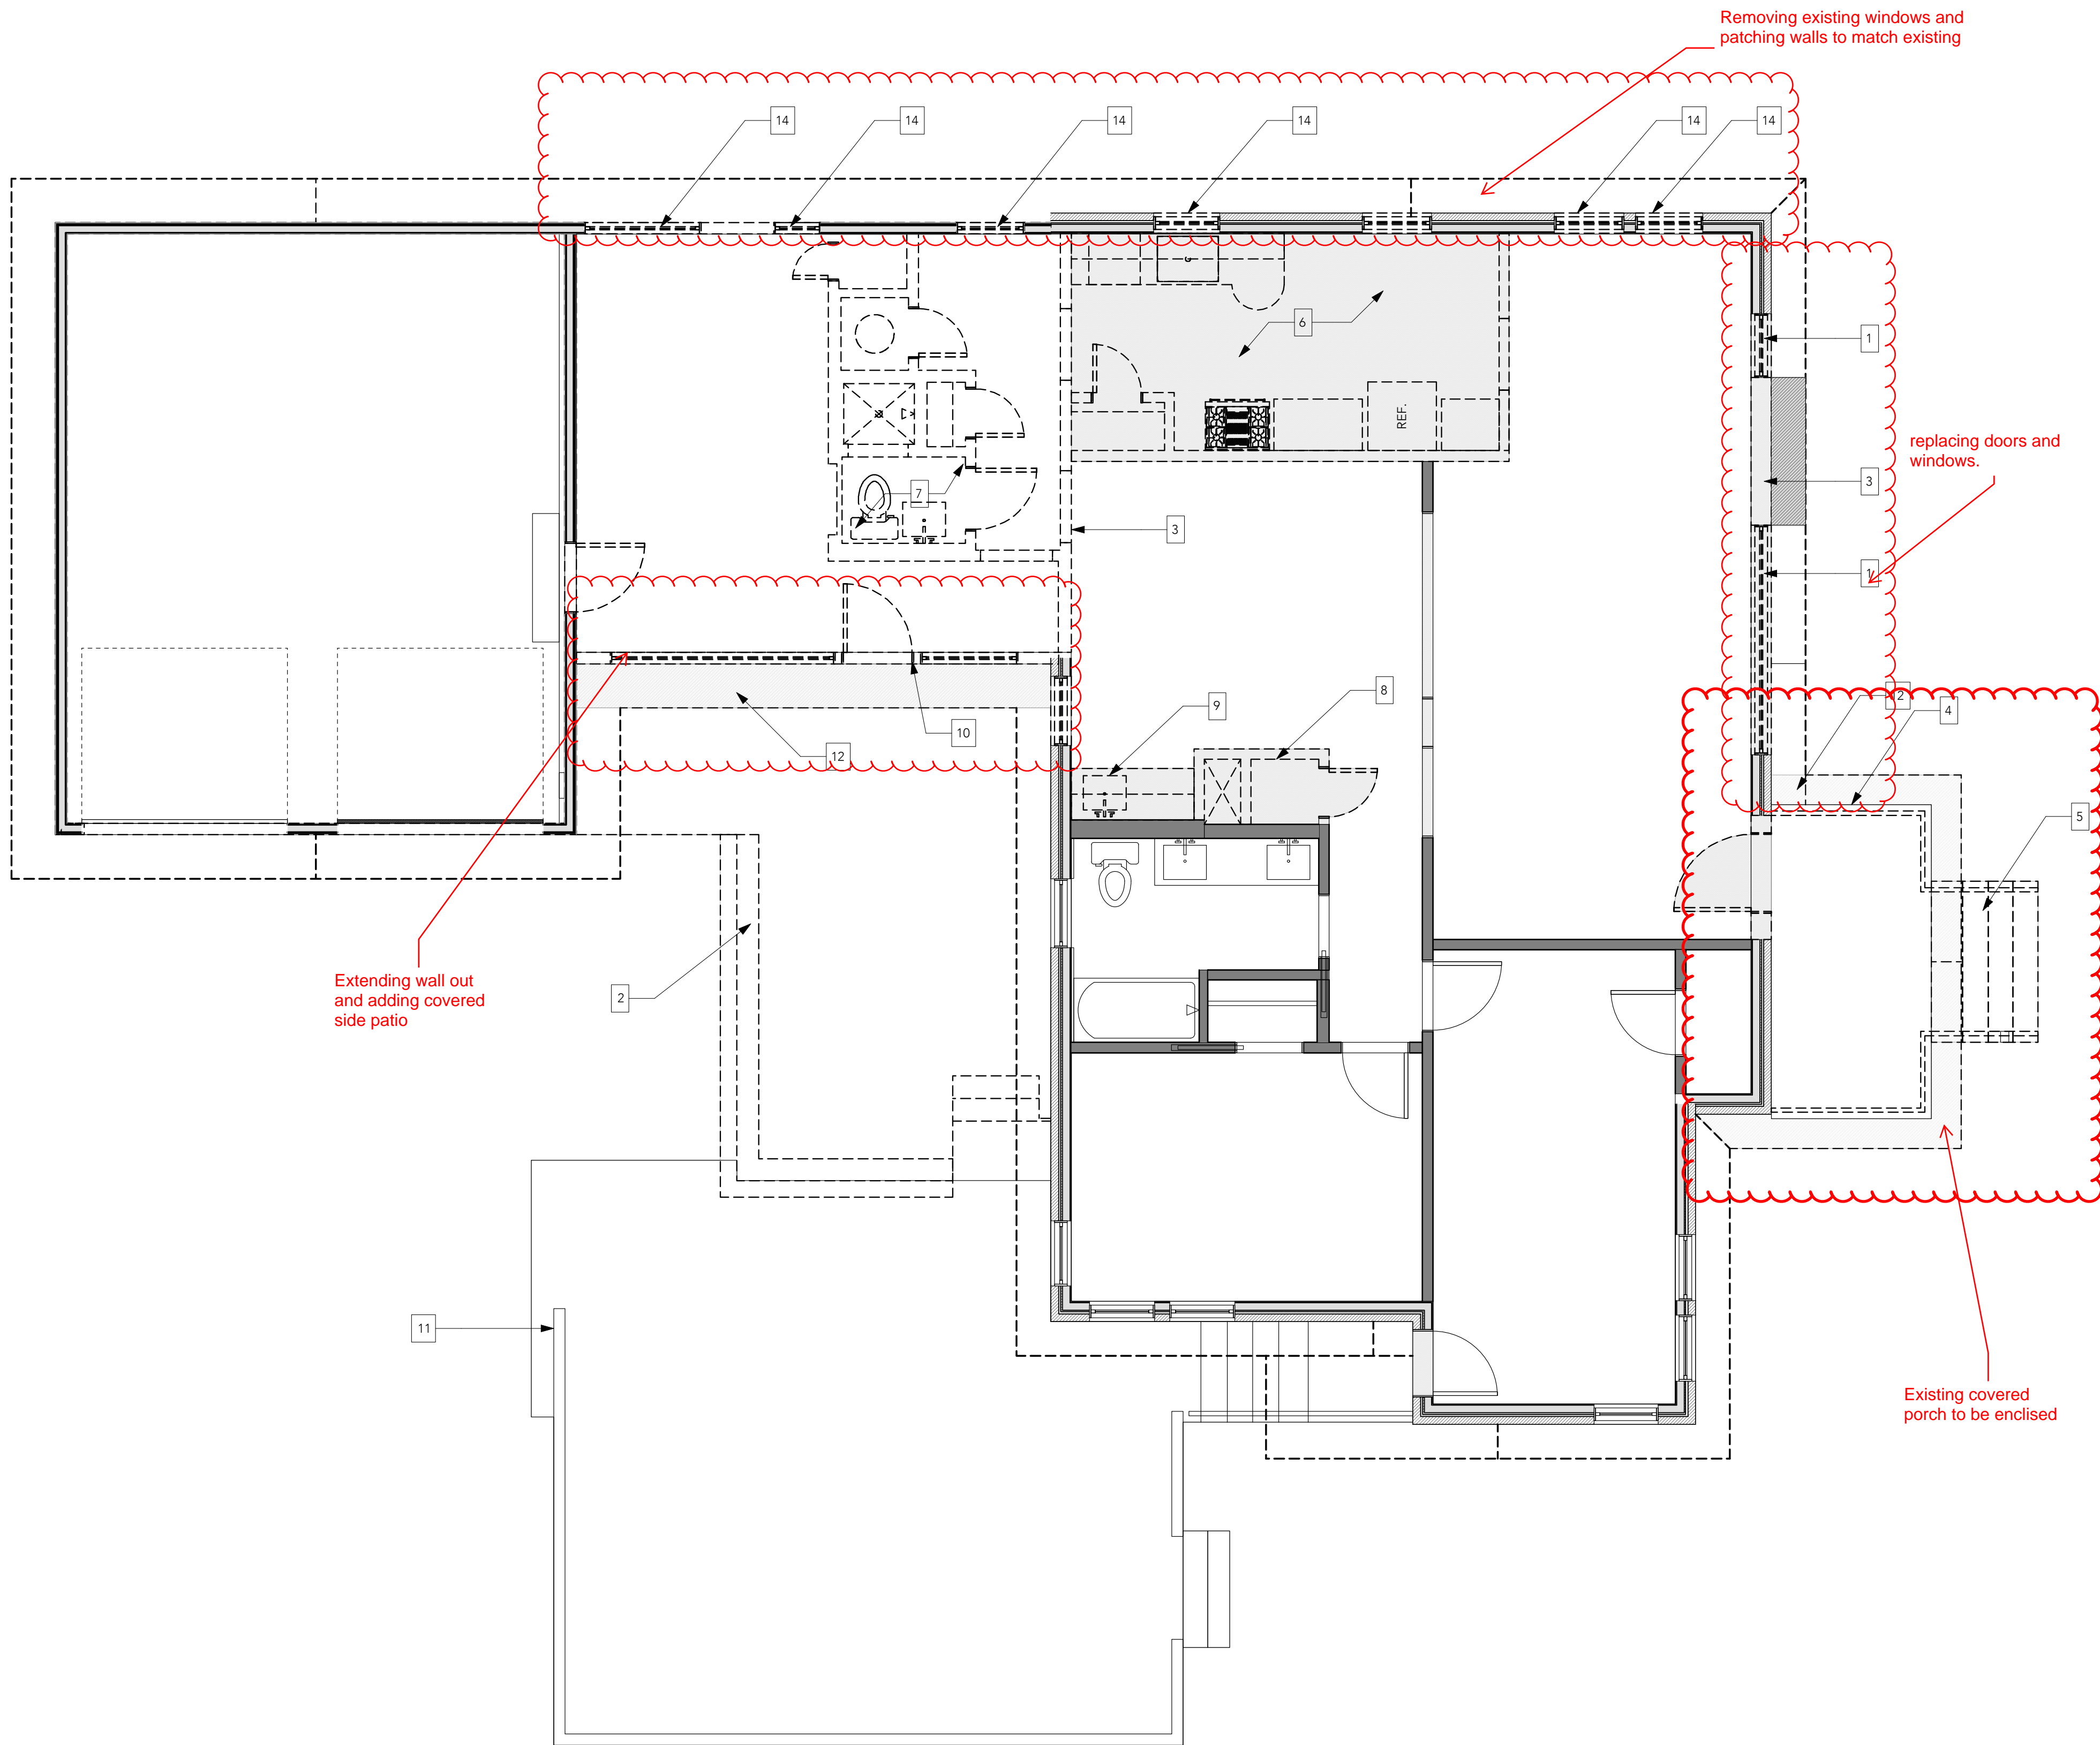 Removing existing windows and
patching walls to match existing
14
14
14
14
14
14
6
1
REF.
replacing doors and
windows.
7
3
3
1
8
9
12
4
10
12
5
Extending wall out
and adding covered
side patio
2
11
Existing covered
porch to be enclised